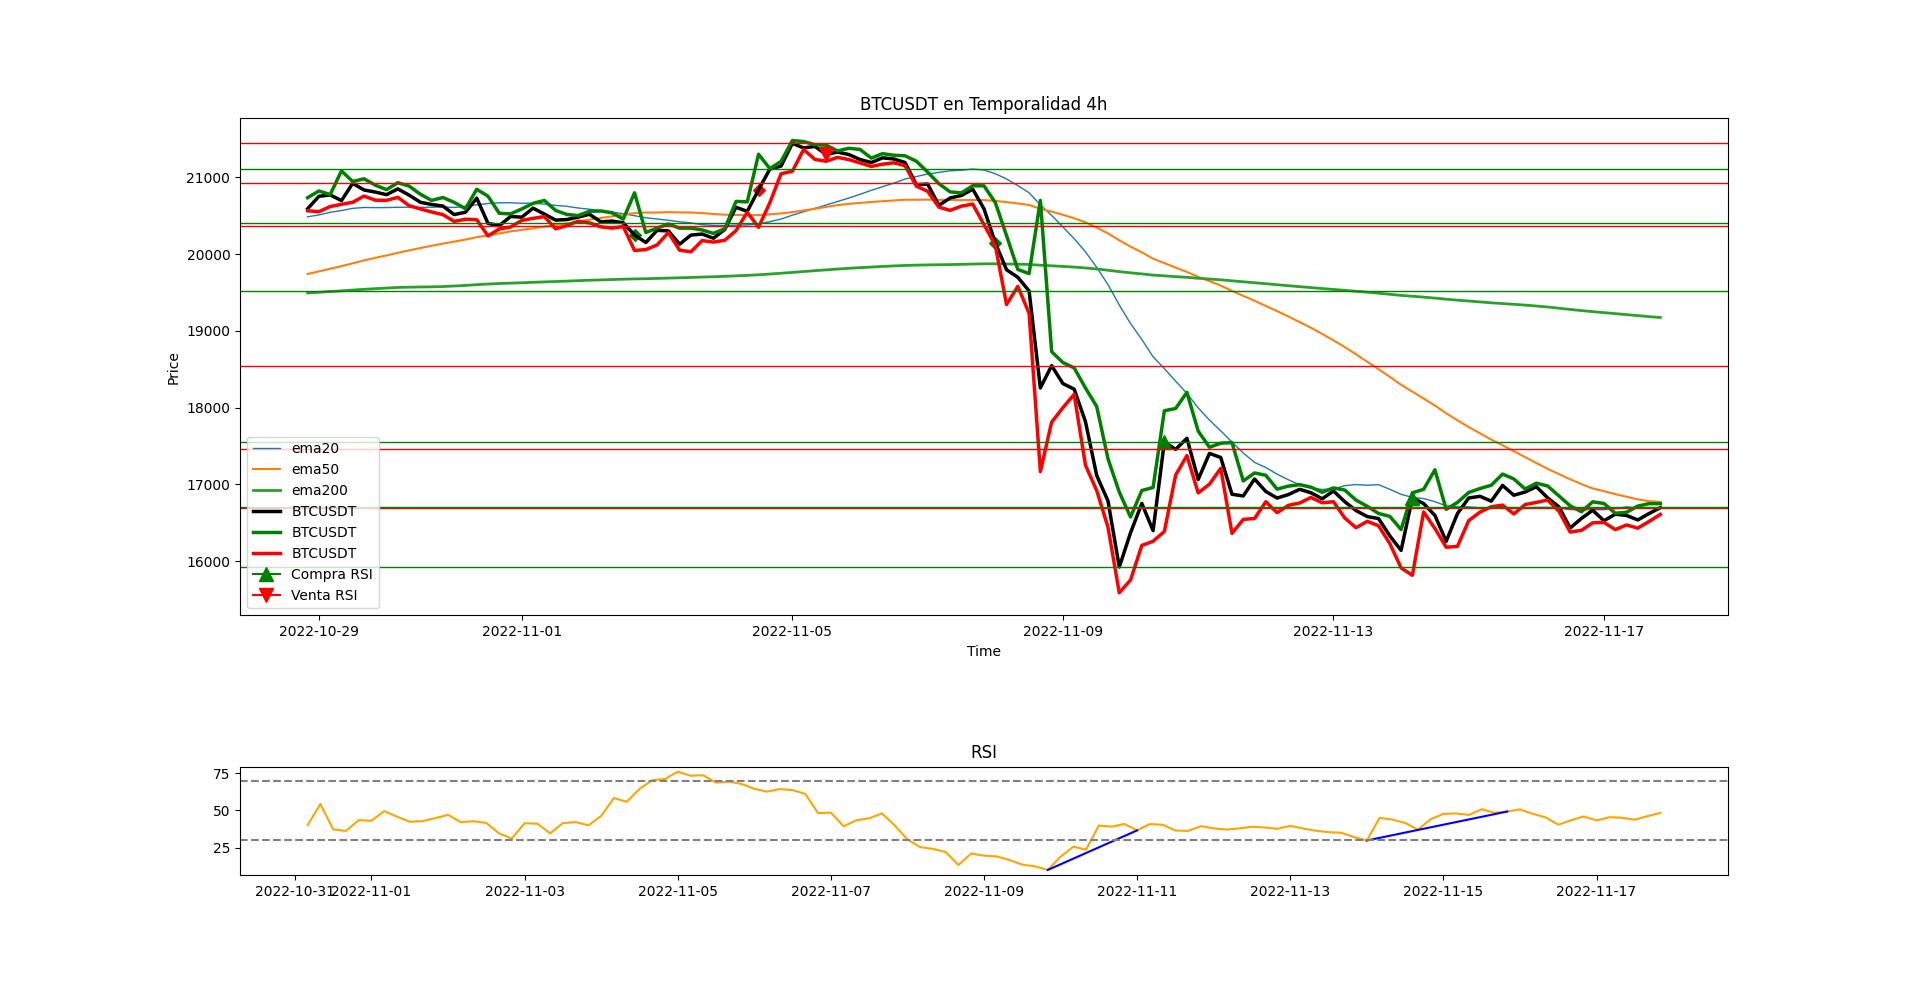 BTCUSDT en Temporalidad 4h
21000
20000
19000
18000
17000
16000
Price
ema20
ema50
ema200
BTCUSDT
BTCUSDT
BTCUSDT
Compra RSI
Venta RSI
2022-10-29 2022-11-01 2022-11-05 2022-11-09 2022-11-13 2022-11-17
Time
RSI
75
50
25
2022-10-31 2022-11-01 2022-11-03 2022-11-05 2022-11-07 2022-11-09 2022-11-11 2022-11-13 2022-11-15 2022-11-17